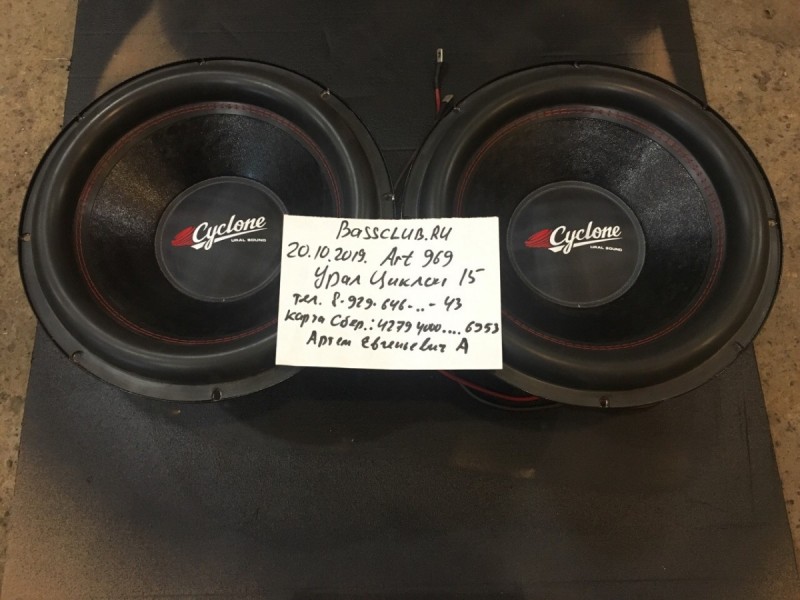 Cyclone
URAL SOUND
Cyclone
URAL SOUND
BASSCLUB.RU
20.10.2019. Art 969
Урал Циклон 15
тел. 8-929-646-..-43
Карта Сбер.: 4279 4000.... 6953
Артем Евгеньевич А